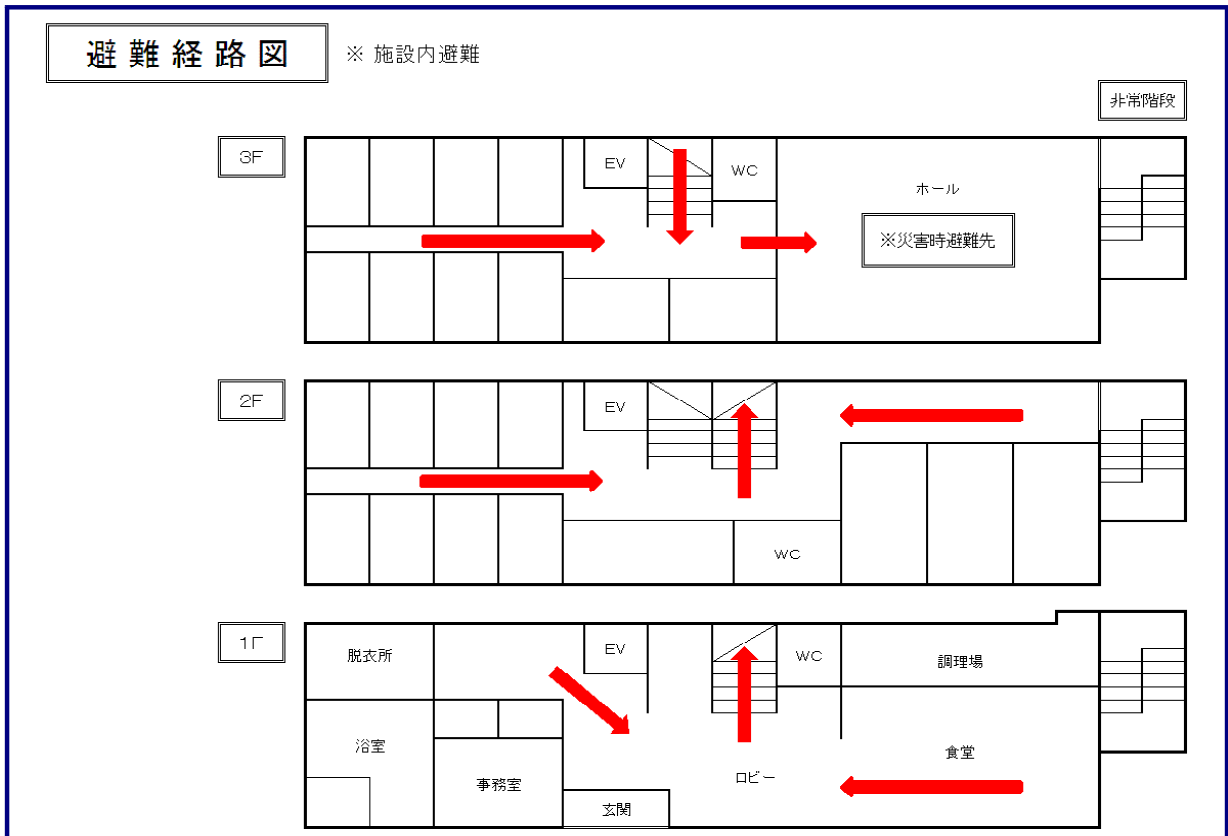 避難経路図 ※ 施設内避難
非常階段
3F
EV
WC
ホール
※災害時避難先
2F
EV
WC
1F
脱衣所
EV
WC
調理場
浴室
事務室
ロビー
食堂
玄関